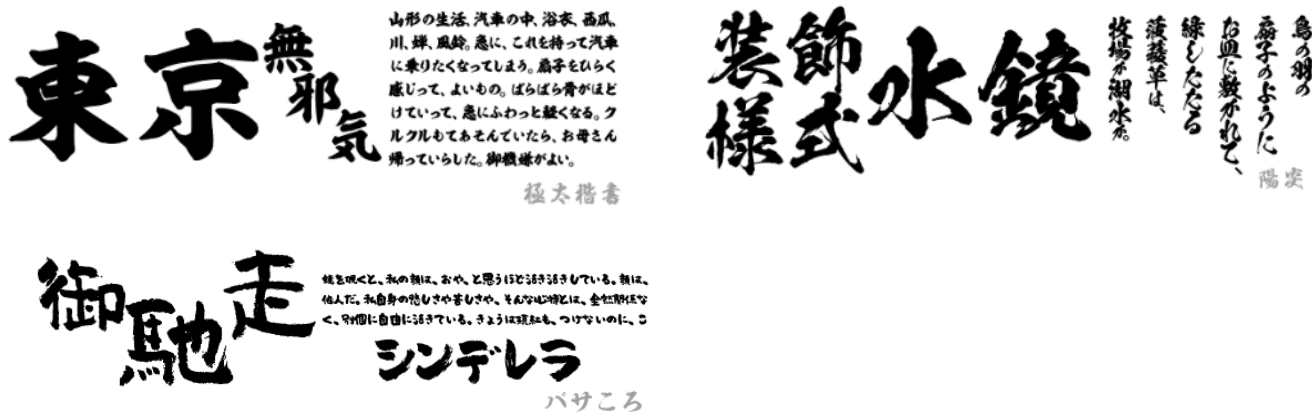 東京
無邪気
山形の生活、汽車の中、浴衣、西瓜、
川、蝉、風鈴。急に、これを持って汽車
に乗りたくなってしまう。扇子をひらく
感じって、よいもの。ぱらぱら骨がほど
けていって、急にふわっと軽くなる。ク
ルクルもてあそんでいたら、お母さん
帰っていらした。御機嫌がよい。
極太楷書
装飾
様式
水鏡
鳥の羽の
扇子のように
お皿に敷かれて、
緑したたる
菠薐草は、
牧場か湖水か。
陽炎
御馳走
鏡を覗くと、私の顔は、おや、と思うほど活き活きしている。顔は、
他人だ。私自身の悲しさや苦しさや、そんな心持とは、全然関係な
く、別個に自由に活きている。きょうは頬紅も、つけないのに、こ
シンデレラ
バサころ